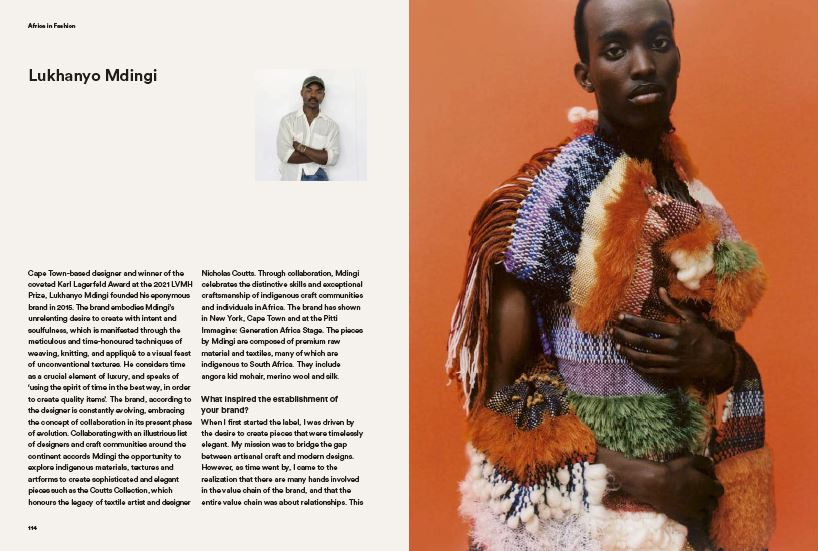 Africa in Fashion
Lukhanyo Mdingi
Cape Town-based designer and winner of the
coveted Karl Lagerfeld Award at the 2021 LVMH
Prize, Lukhanyo Mdingi founded his eponymous
brand in 2015. The brand embodies Mdingi's
unrelenting desire to create with intent and
soulfulness, which is manifested through the
meticulous and time-honoured techniques of
weaving, knitting, and appliqué to a visual feast
of unconventional textures. He considers time
as a crucial element of luxury, and speaks of
'using the spirit of time in the best way, in order
to create quality items'. The brand, according to
the designer is constantly evolving, embracing
the concept of collaboration in its present phase
of evolution. Collaborating with an illustrious list
of designers and craft communities around the
continent accords Mdingi the opportunity to
explore indigenous materials, textures and
artforms to create sophisticated and elegant
pieces such as the Coutts Collection, which
honours the legacy of textile artist and designer
Nicholas Coutts. Through collaboration, Mdingi
celebrates the distinctive skills and exceptional
craftsmanship of indigenous craft communities
and individuals in Africa. The brand has shown
in New York, Cape Town and at the Pitti
Immagine: Generation Africa Stage. The pieces
by Mdingi are composed of premium raw
material and textiles, many of which are
indigenous to South Africa. They include
angora kid mohair, merino wool and silk.
What inspired the establishment of
your brand?
When I first started the label, I was driven by
the desire to create pieces that were timelessly
elegant. My mission was to bridge the gap
between artisanal craft and modern designs.
However, as time went by, I came to the
realization that there are many hands involved
in the value chain of the brand, and that the
entire value chain was about relationships. This
114